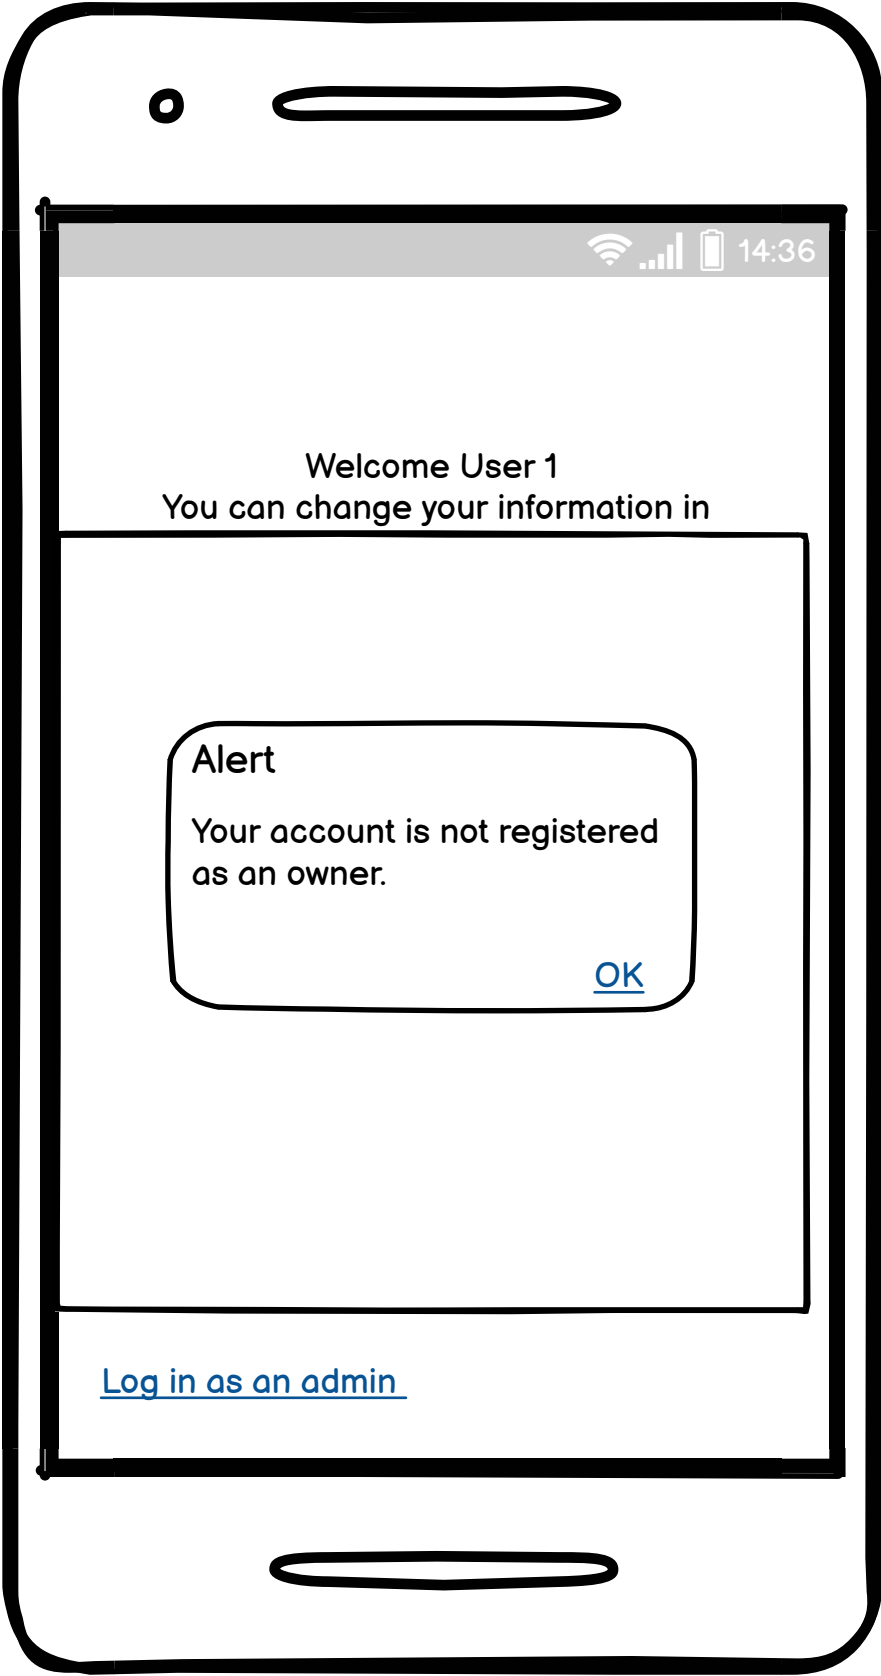 14:36
Welcome User 1
You can change your information in
Alert
Your account is not registered
as an owner.
OK
Log in as an admin